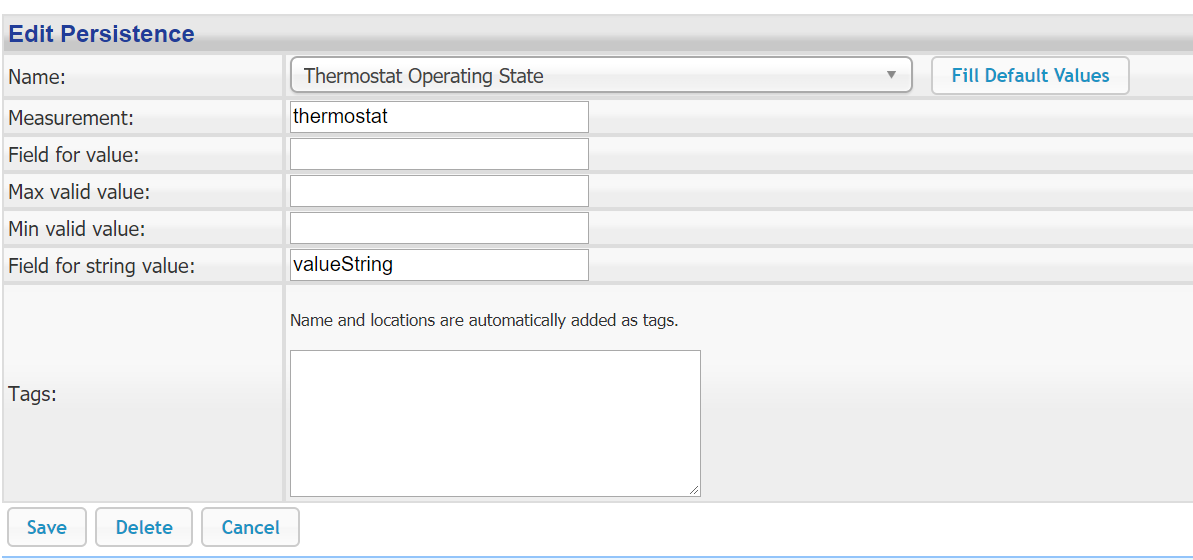 Edit Persistence
Name: Thermostat Operating State Fill Default Values
Measurement: thermostat
Field for value:
Max valid value:
Min valid value:
Field for string value: valueString
Name and locations are automatically added as tags.
Tags:
Save Delete Cancel